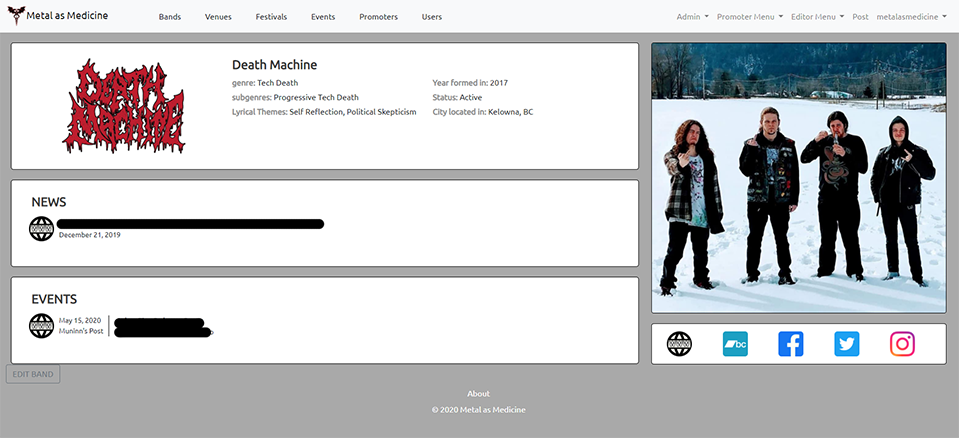 Metal as Medicine Bands Venues Festivals Events Promoters Users Admin Promoter Menu Editor Menu Post metalasmedicine
DEATH
MACHINE
Death Machine
genre: Tech Death Year formed in: 2017
subgenres: Progressive Tech Death Status: Active
Lyrical Themes: Self Reflection, Political Skepticism City located in: Kelowna, BC
NEWS
December 21, 2019
EVENTS
May 15, 2020
Muninn's Post
bc
EDIT BAND
About
© 2020 Metal as Medicine